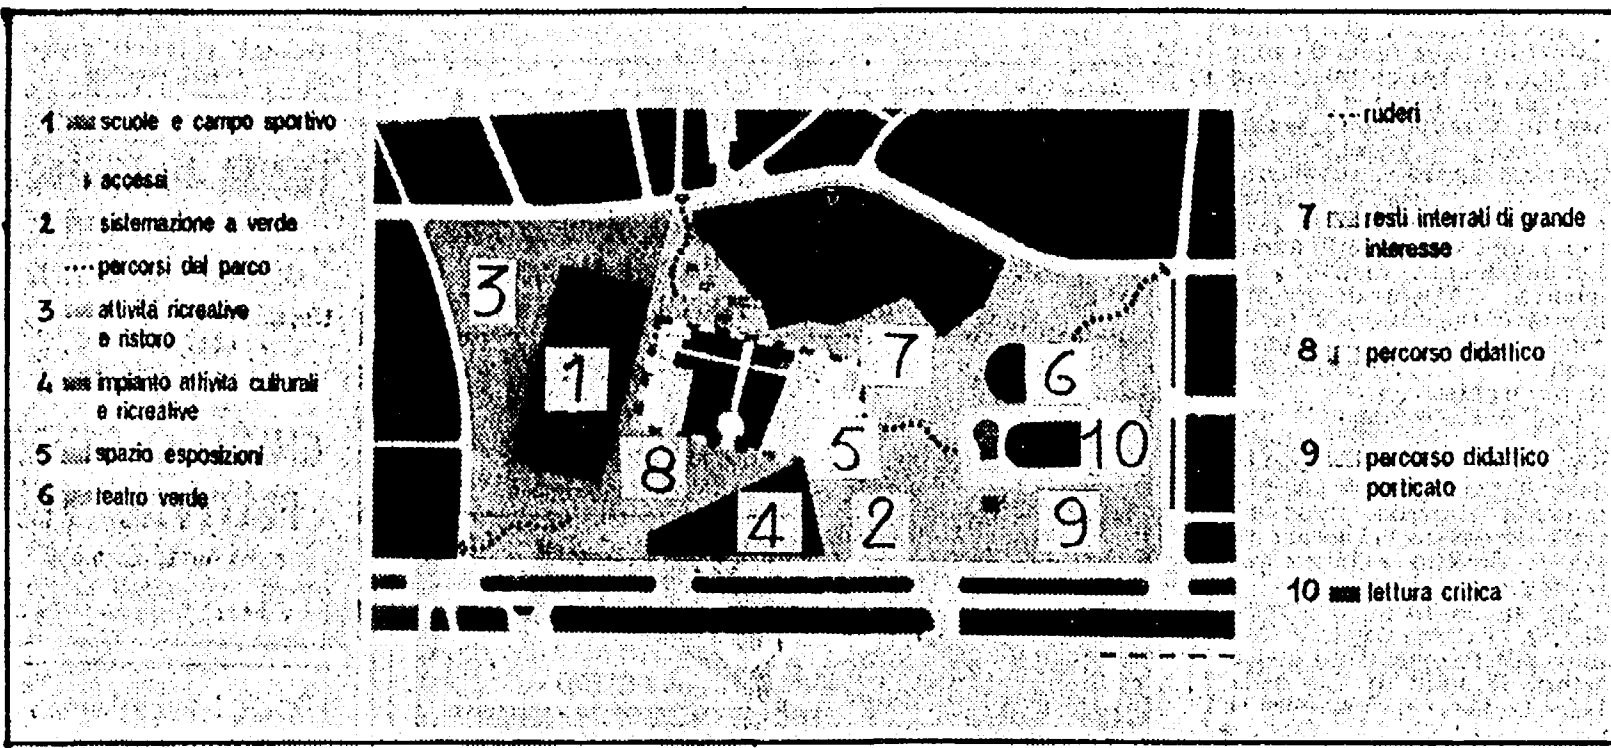 1 scuole e campo sportivo
accessi
2 sistemazione a verde
percorsi del parco
3 attività ricreative
e ristoro
4 impianto attività culturali
e ricreative
5 spazio esposizioni
6 teatro verde
3
1
8
4
7
5
2
6
10
9
ruderi
7 resti interrati di grande
interesse
8 percorso didattico
9 percorso didattico
porticato
10 lettura critica